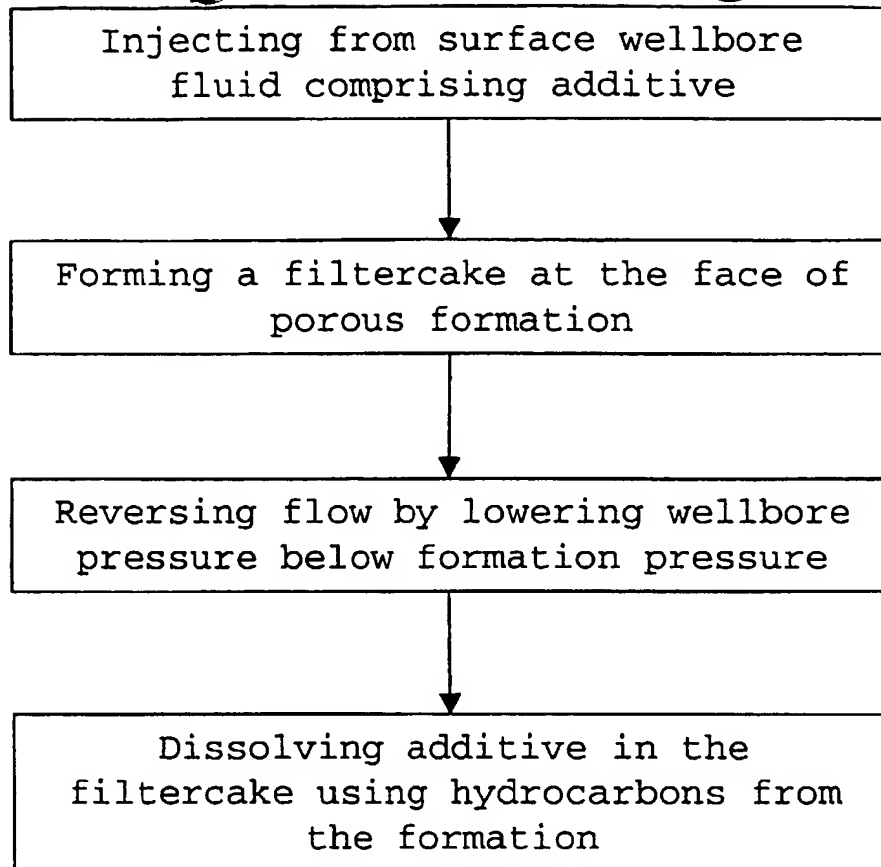 Injecting from surface wellbore
fluid comprising additive
Forming a filtercake at the face of
porous formation
Reversing flow by lowering wellbore
pressure below formation pressure
Dissolving additive in the
filtercake using hydrocarbons from
the formation